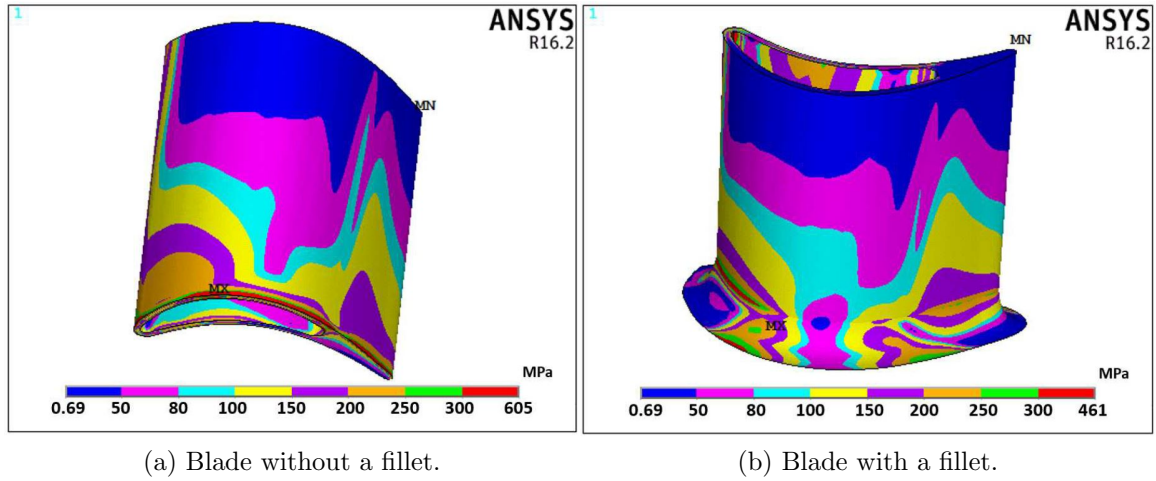 1
ANSYS
R16.2
MN
MX
MPa
0.69 50 80 100 150 200 250 300 605
(a) Blade without a fillet.
1
ANSYS
R16.2
MN
MX
MPa
0.69 50 80 100 150 200 250 300 461
(b) Blade with a fillet.